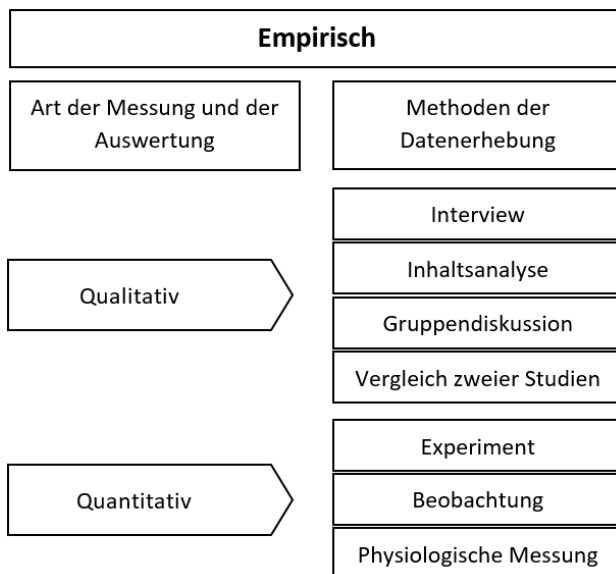 Empirisch
Art der Messung und der
Auswertung
Methoden der
Datenerhebung
Qualitativ
Interview
Inhaltsanalyse
Gruppendiskussion
Vergleich zweier Studien
Quantitativ
Experiment
Beobachtung
Physiologische Messung